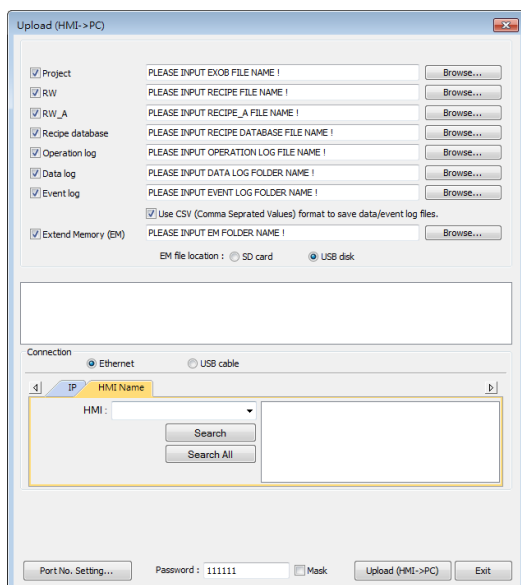 Upload (HMI->PC)
Project PLEASE INPUT EXOB FILE NAME ! Browse...
RW PLEASE INPUT RECIPE FILE NAME ! Browse...
RW_A PLEASE INPUT RECIPE_A FILE NAME ! Browse...
Recipe database PLEASE INPUT RECIPE DATABASE FILE NAME ! Browse...
Operation log PLEASE INPUT OPERATION LOG FILE NAME ! Browse...
Data log PLEASE INPUT DATA LOG FOLDER NAME ! Browse...
Event log PLEASE INPUT EVENT LOG FOLDER NAME ! Browse...
Use CSV (Comma Seprated Values) format to save data/event log files.
Extend Memory (EM) PLEASE INPUT EM FOLDER NAME ! Browse...
EM file location : SD card USB disk
Connection
Ethernet USB cable
IP HMI Name
HMI :
Search
Search All
Port No. Setting... Password : 111111 Mask Upload (HMI->PC) Exit